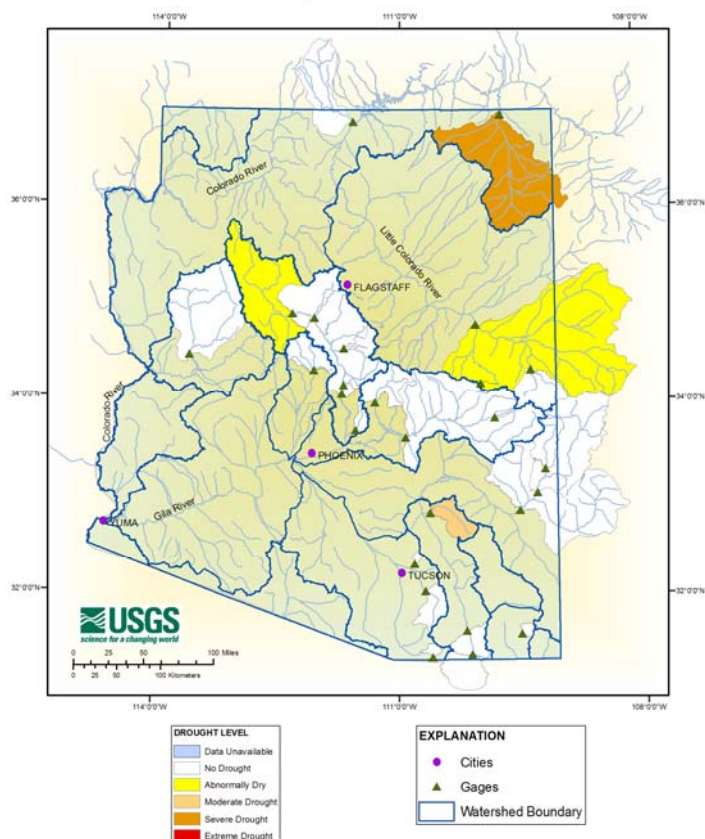 114°0'0"W
111°0'0"W
108°0'0"W
36°0'0"N
36°0'0"N
Colorado River
Little Colorado River
FLAGSTAFF
34°0'0"N
34°0'0"N
Colorado River
PHOENIX
Gila River
YUMA
TUCSON
32°0'0"N
32°0'0"N
USGS
science for a changing world
0 25 50 100 Miles
0 25 50 100 Kilometers
114°0'0"W
111°0'0"W
108°0'0"W
DROUGHT LEVEL
Data Unavailable
No Drought
Abnormally Dry
Moderate Drought
Severe Drought
Extreme Drought
EXPLANATION
Cities
Gages
Watershed Boundary